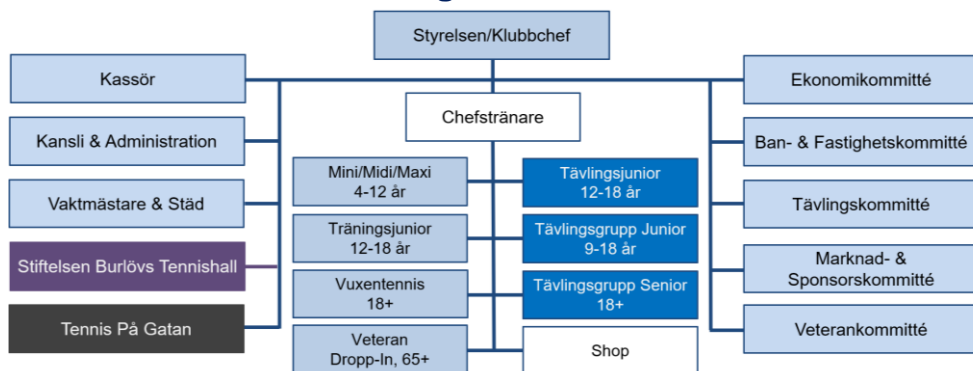 Styrelsen/Klubbchef
Kassör
Ekonomikommitté
Chefstränare
Kansli & Administration
Ban- & Fastighetskommitté
Mini/Midi/Maxi
4-12 år
Tävlingsjunior
12-18 år
Vaktmästare & Städ
Tävlingskommitté
Träningsjunior
12-18 år
Tävlingsgrupp Junior
9-18 år
Stiftelsen Burlövs Tennishall
Marknad- &
Sponsorskommitté
Vuxentennis
18+
Tävlingsgrupp Senior
18+
Tennis På Gatan
Veterankommitté
Veteran
Dropp-In, 65+
Shop